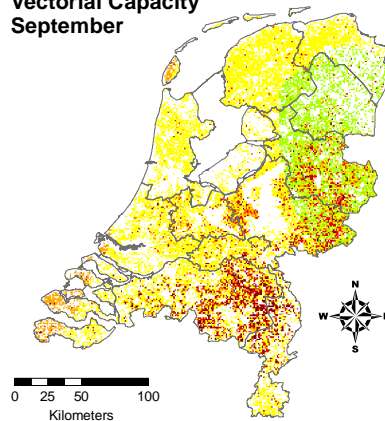 Vectorial Capacity
September
N
W
S
0 25 50 100
Kilometers